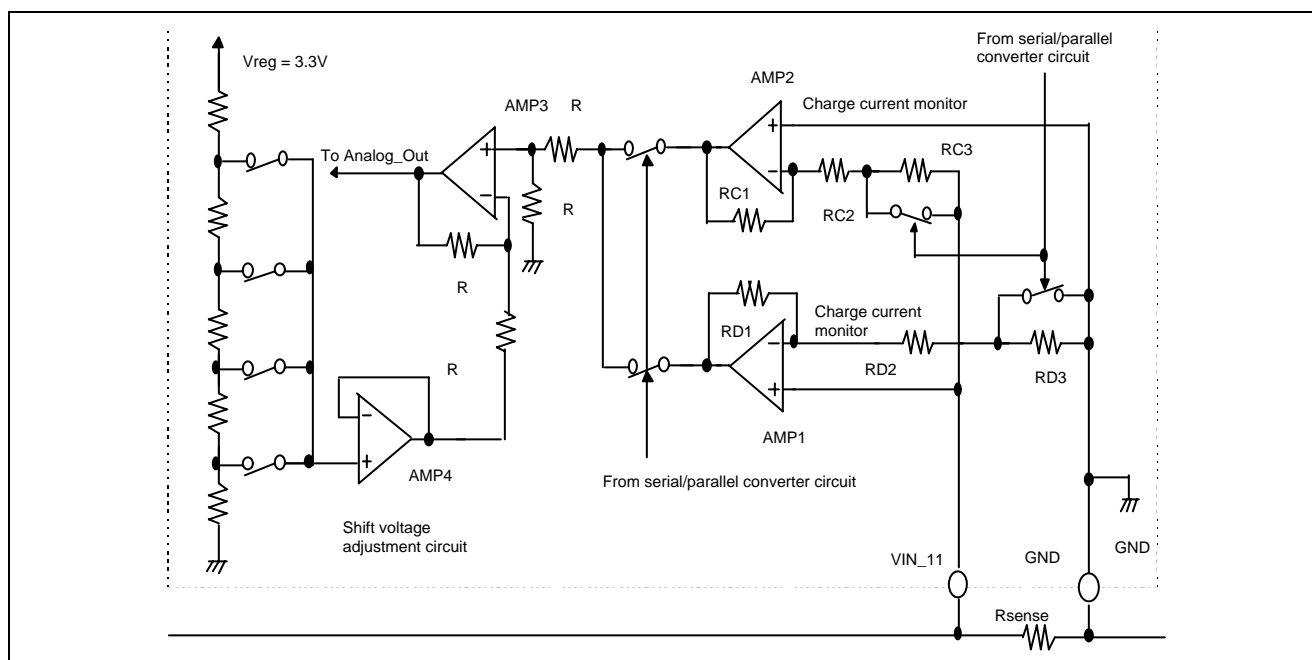 From serial/parallel
converter circuit
Vreg = 3.3V
AMP2
AMP3
R
Charge current monitor
To Analog_Out
RC3
RC1
R
RC2
R
Charge current
monitor
RD1
R
RD2
RD3
AMP1
AMP4
From serial/parallel converter circuit
Shift voltage
adjustment circuit
VIN_11
GND
GND
Rsense